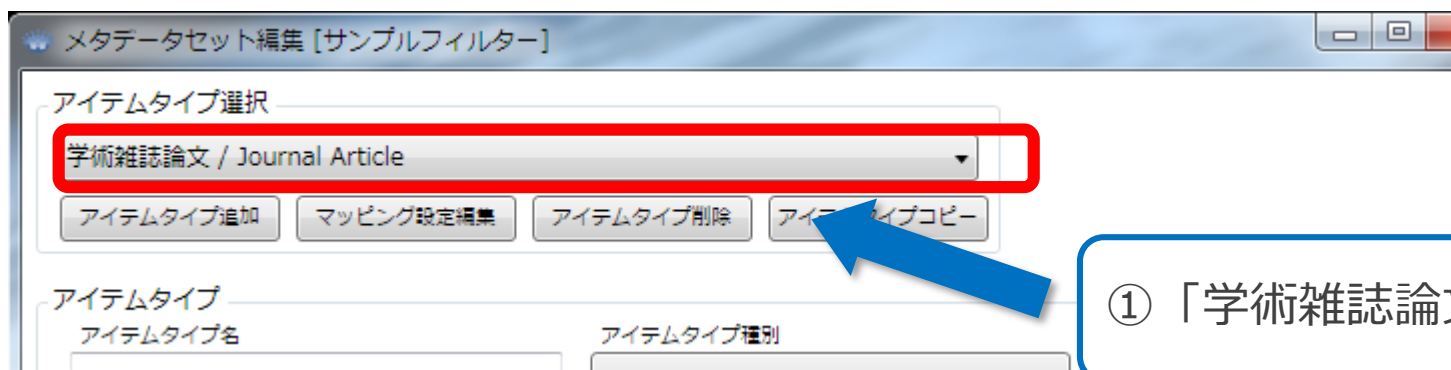 メタデータセット編集 [サンプルフィルター]
アイテムタイプ選択
学術雑誌論文 / Journal Article
アイテムタイプ追加 マッピング設定編集 アイテムタイプ削除 アイテムタイプコピー
①「学術雑誌論文
アイテムタイプ
アイテムタイプ名 アイテムタイプ種別